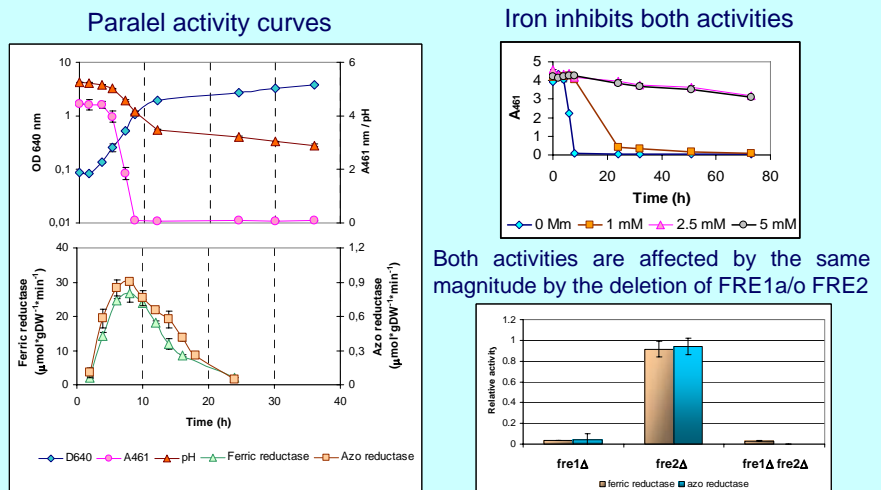 Paralel activity curves
10
1
0,1
0,01
OD 640 nm
6
4
2
0
A461 nm / pH
40
30
20
10
0
Ferric reductase
(µmol*gDW-1*min-1)
1,2
0,9
0,6
0,3
0
Azo reductase
(µmol*gDW-1*min-1)
0 10 20 30 40
Time (h)
D640 A461 pH Ferric reductase Azo reductase
Iron inhibits both activities
5
4
3
2
1
0
A461
0 20 40 60 80
Time (h)
0 Mm 1 mM 2.5 mM 5 mM
Both activities are affected by the same
magnitude by the deletion of FRE1a/o FRE2
1.2
1
0.8
0.6
0.4
0.2
0
Relative activity
fre1Δ fre2Δ fre1Δ fre2Δ
ferric reductase azo reductase